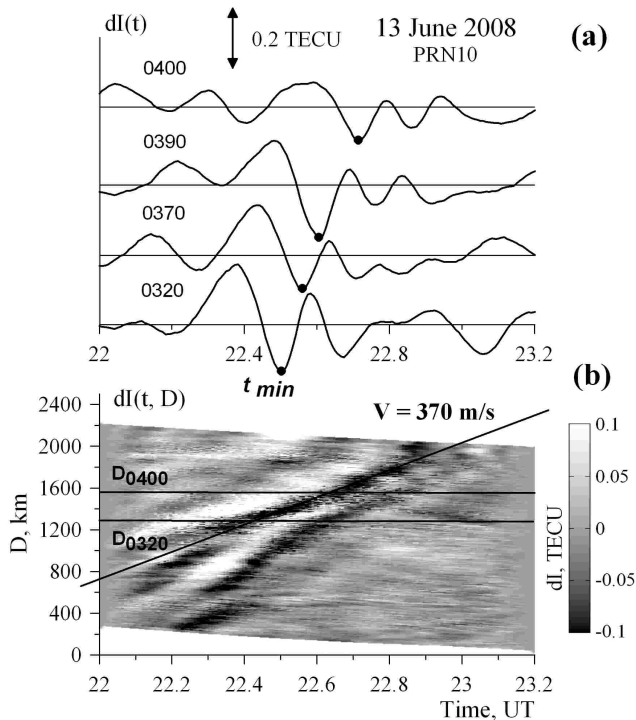 dI(t)
0.2 TECU
13 June 2008
PRN10
(a)
0400
0390
0370
0320
22 22.4 22.8 23.2
t min
(b)
dI(t, D)
V = 370 m/s
2400
2000
1600
1200
800
400
0
D, km
D0400
D0320
0.1
0.05
0
-0.05
-0.1
dI, TECU
22 22.2 22.4 22.6 22.8 23 23.2
Time, UT